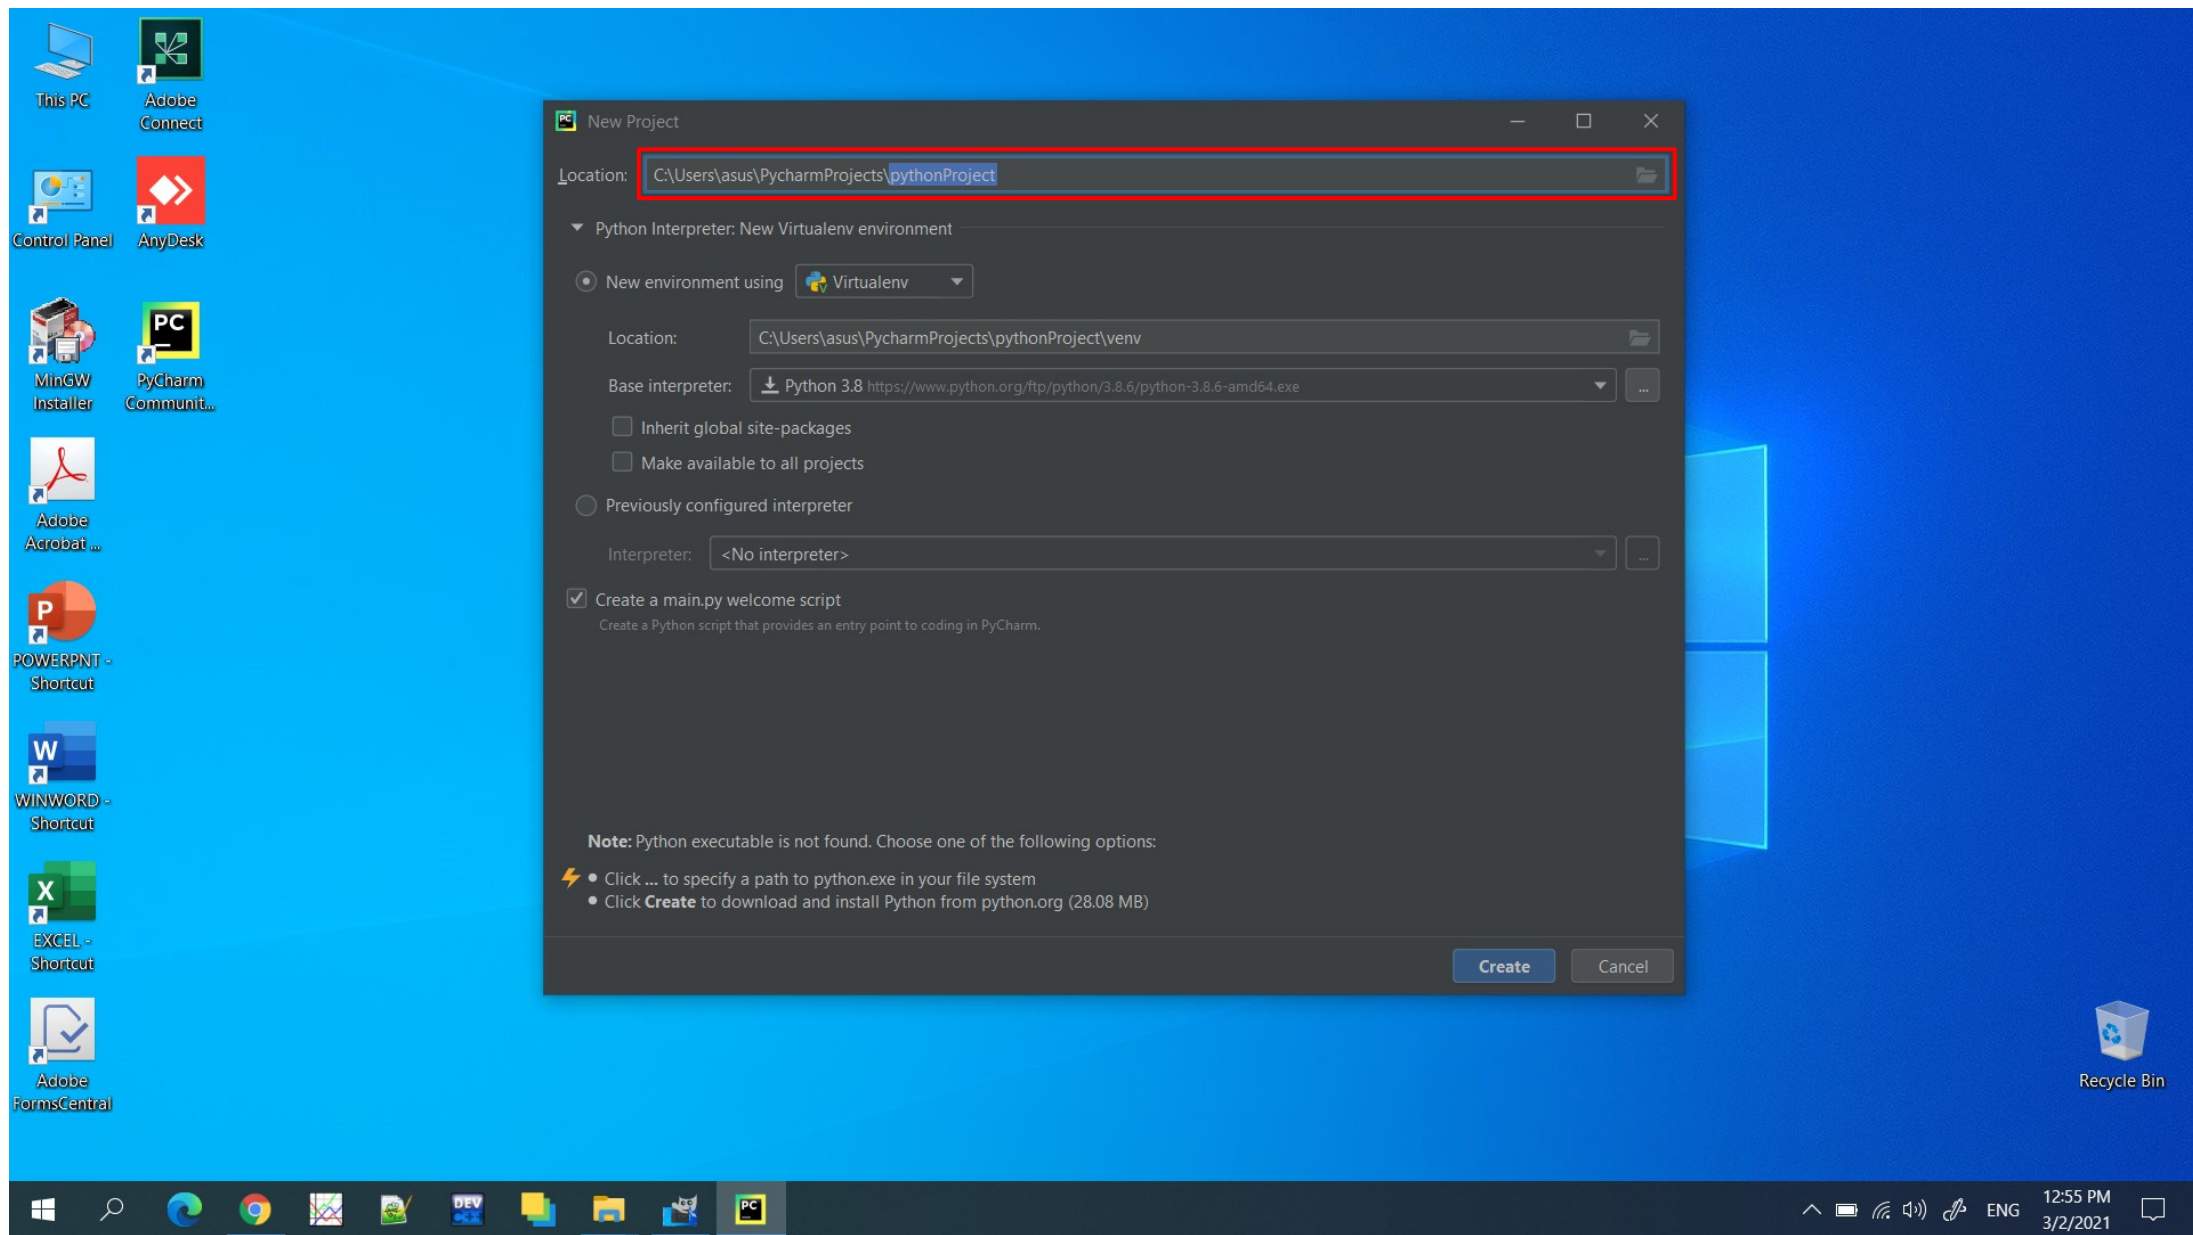 This PC
Adobe
Connect
Control Panel
AnyDesk
MinGW
Installer
PC
PyCharm
Communit...
Adobe
Acrobat ...
P
POWERPNT -
Shortcut
W
WINWORD -
Shortcut
X
EXCEL -
Shortcut
Adobe
FormsCentral
PC New Project
Location: C:\Users\asus\PycharmProjects\pythonProject
Python Interpreter: New Virtualenv environment
New environment using Virtualenv
Location: C:\Users\asus\PycharmProjects\pythonProject\venv
Base interpreter: Python 3.8 https://www.python.org/ftp/python/3.8.6/python-3.8.6-amd64.exe ...
Inherit global site-packages
Make available to all projects
Previously configured interpreter
Interpreter: <No interpreter> ...
Create a main.py welcome script
Create a Python script that provides an entry point to coding in PyCharm.
Note: Python executable is not found. Choose one of the following options:
• Click ... to specify a path to python.exe in your file system
• Click Create to download and install Python from python.org (28.08 MB)
Create Cancel
Recycle Bin
DEV
C++
PC
ENG
12:55 PM
3/2/2021